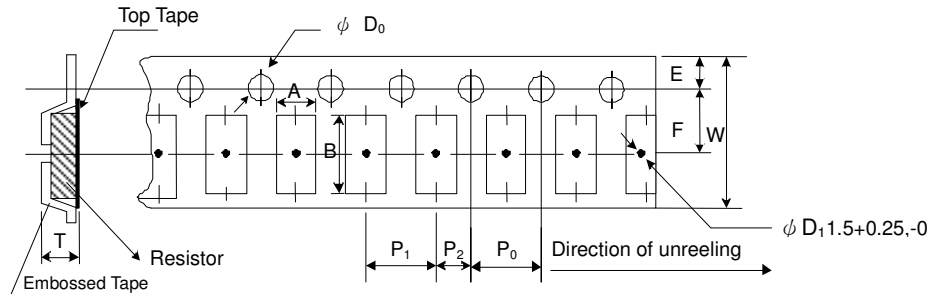 Top Tape
ϕ D₀
E
A
F
W
B
ϕ D₁1.5+0.25,-0
T
Resistor
P₁
P₂
P₀
Direction of unreeling
Embossed Tape